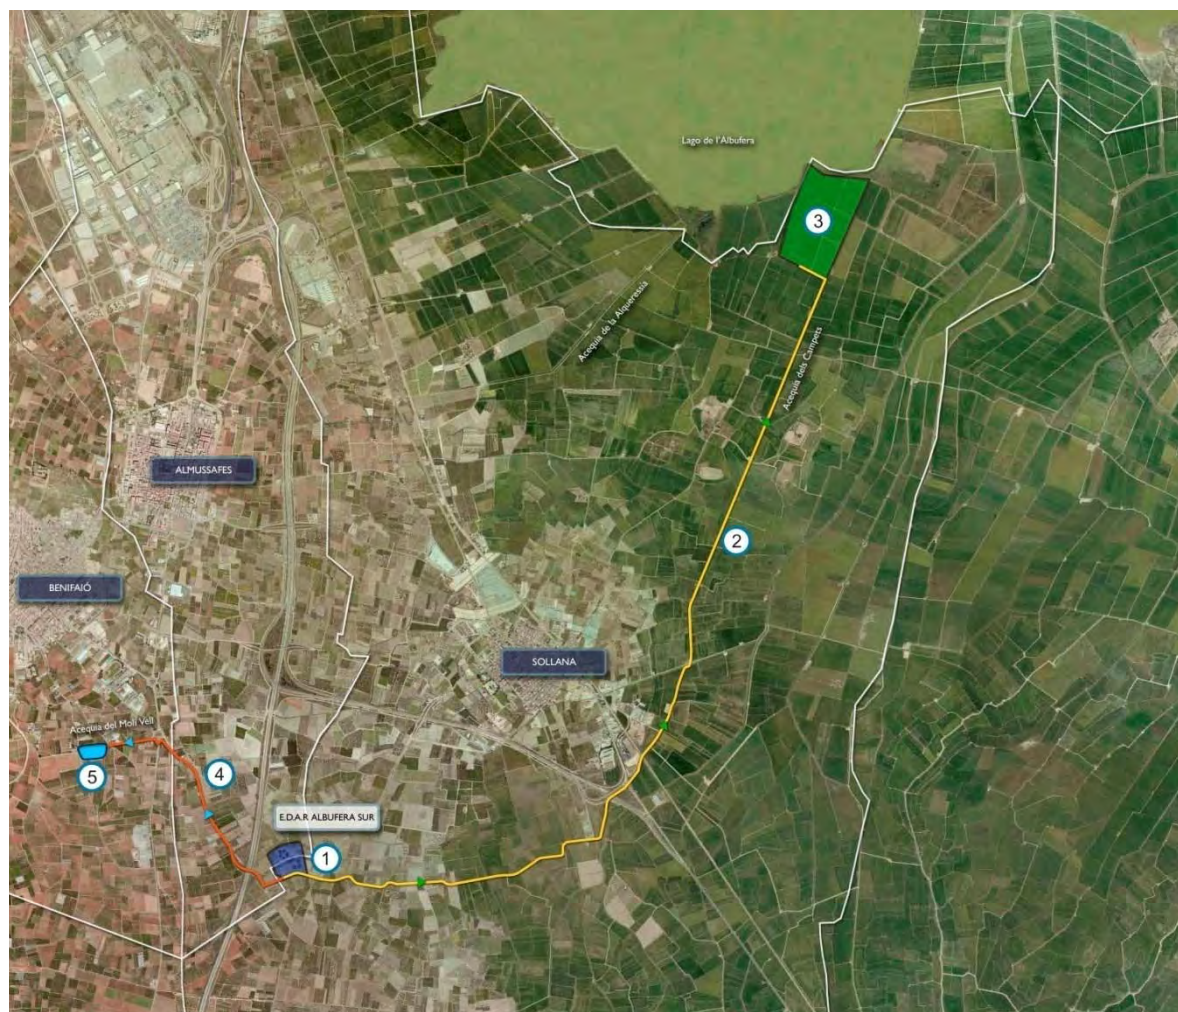 Lago de l'Albufera
3
Acequia de la Alqueressia
Acequia dels Campets
ALMUSSAFES
2
BENIFAIÓ
SOLLANA
Acequia del Molí Vell
5
4
E.D.A.R ALBUFERA SUR
1